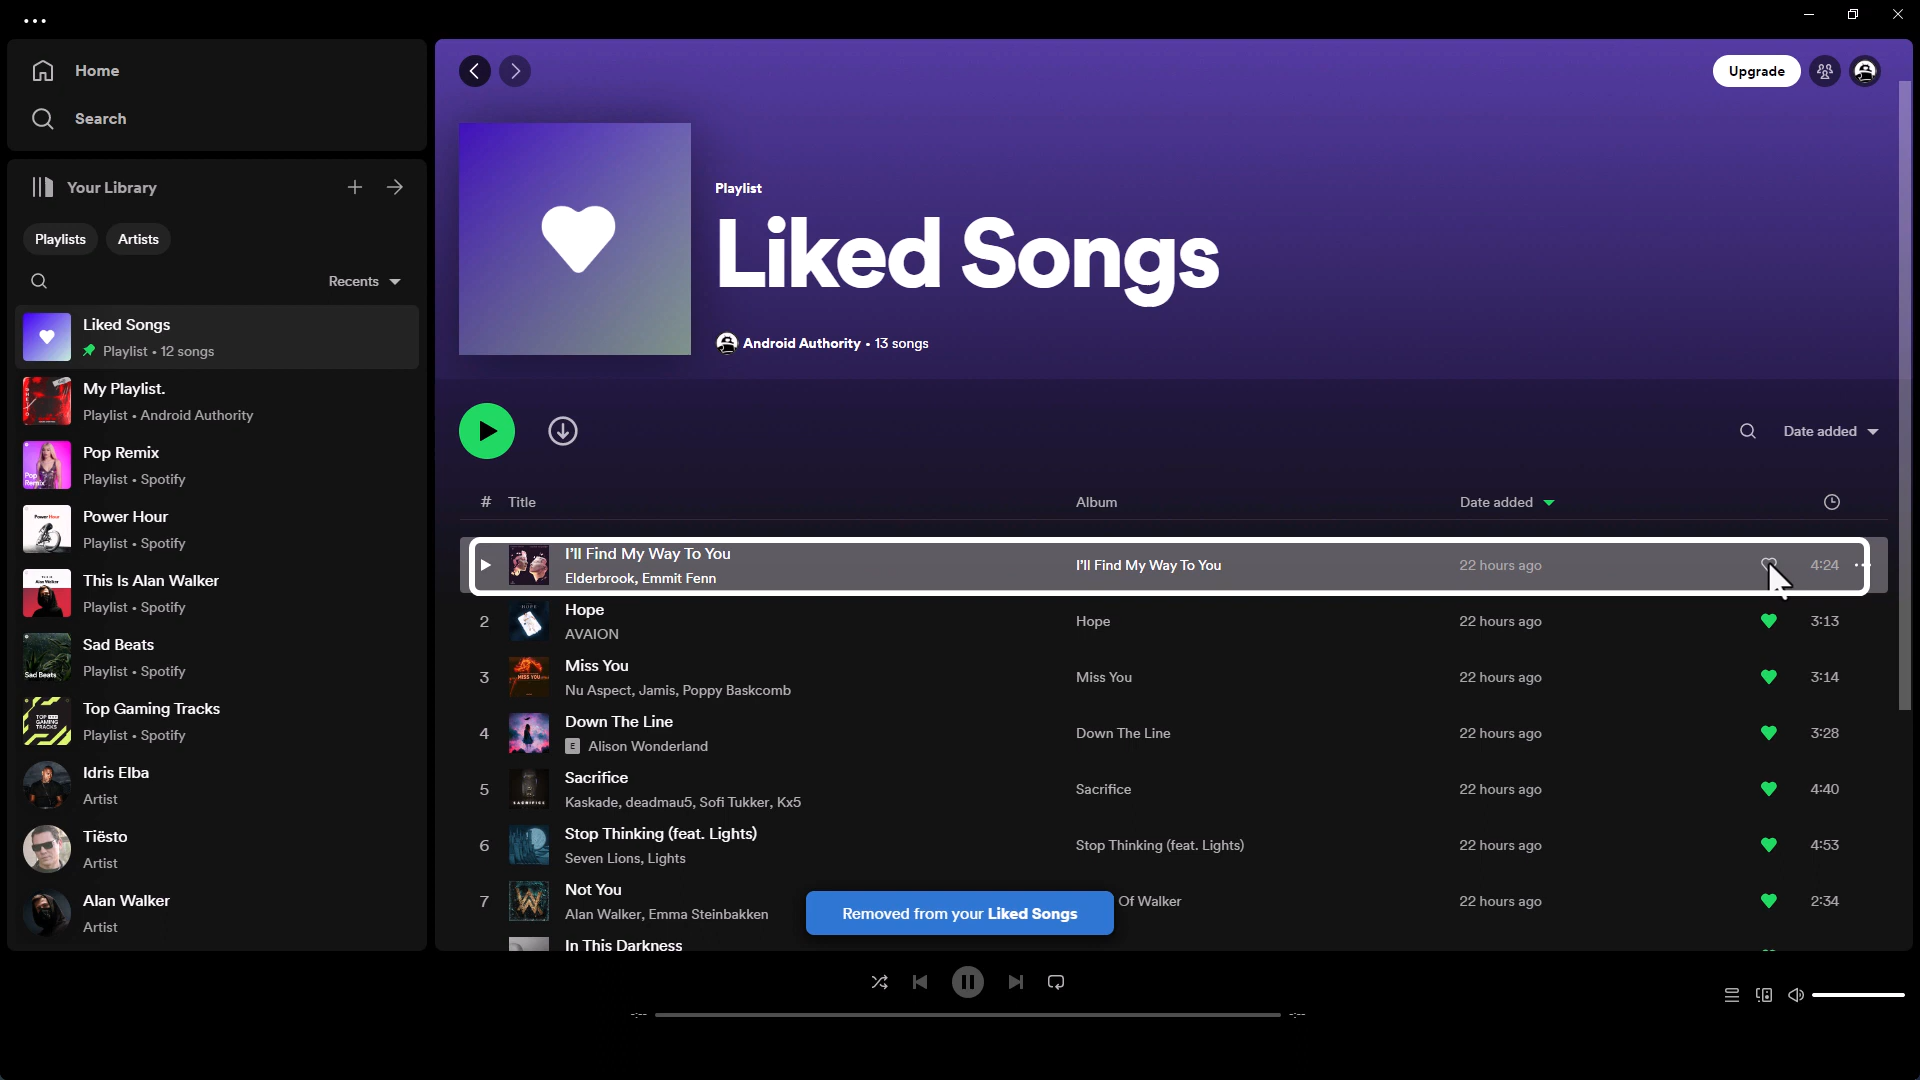 Home
Search
Your Library
Playlists Artists
Recents
Liked Songs
Playlist • 12 songs
My Playlist.
Playlist • Android Authority
Pop Remix
Playlist • Spotify
Power Hour
Playlist • Spotify
This Is Alan Walker
Playlist • Spotify
Sad Beats
Playlist • Spotify
Top Gaming Tracks
Playlist • Spotify
Idris Elba
Artist
Tiësto
Artist
Alan Walker
Artist
Upgrade
Playlist
Liked Songs
Android Authority • 13 songs
Date added
# Title Album Date added
I'll Find My Way To You I'll Find My Way To You 22 hours ago 4:24
Elderbrook, Emmit Fenn
2 Hope Hope 22 hours ago 3:13
AVAION
3 Miss You Miss You 22 hours ago 3:14
Nu Aspect, Jamis, Poppy Baskcomb
4 Down The Line Down The Line 22 hours ago 3:28
E Alison Wonderland
5 Sacrifice Sacrifice 22 hours ago 4:40
Kaskade, deadmau5, Sofi Tukker, Kx5
6 Stop Thinking (feat. Lights) Stop Thinking (feat. Lights) 22 hours ago 4:53
Seven Lions, Lights
7 Not You Of Walker 22 hours ago 2:34
Alan Walker, Emma Steinbakken
Removed from your Liked Songs
In This Darkness
-:-- -:--